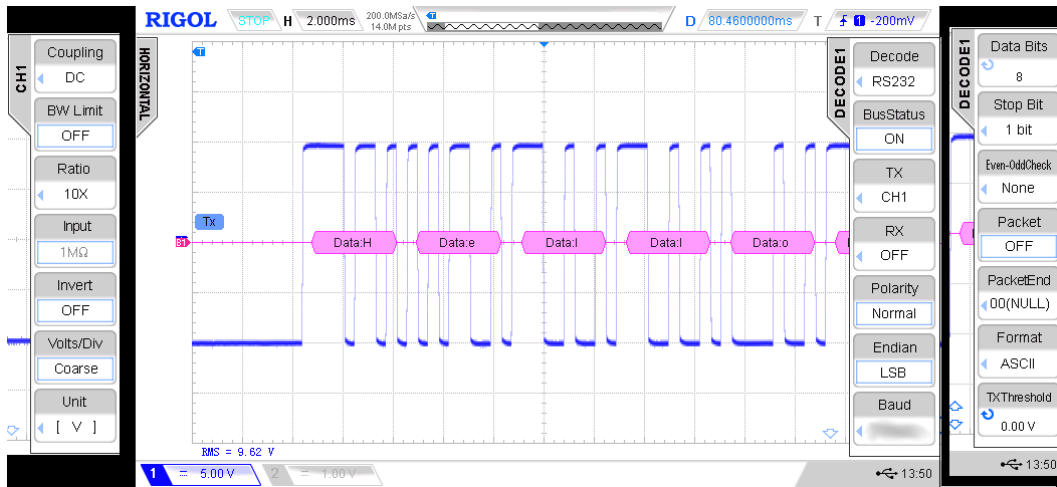 RIGOL STOP H 2.000ms 200.0MSa/s 14.0Mpts D 80.4600000ms T 1 -200mV
CH1
Coupling
DC
BW Limit
OFF
Ratio
10X
Input
1MΩ
Invert
OFF
Volts/Div
Coarse
Unit
[ V ]
HORIZONTAL
T
Tx
B1
Data:H Data:e Data:l Data:l Data:o
RMS = 9.62 V
1 = 5.00 V 2 = 1.00 V
13:50
DECODE1
Decode
RS232
BusStatus
ON
TX
CH1
RX
OFF
Polarity
Normal
Endian
LSB
Baud
DECODE1
Data Bits
8
Stop Bit
1 bit
Even-OddCheck
None
Packet
OFF
PacketEnd
00(NULL)
Format
ASCII
TXThreshold
0.00 V
13:50